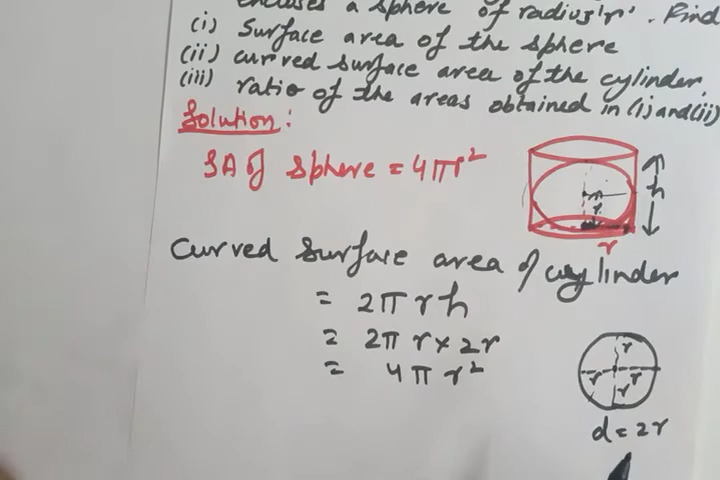 encloses a sphere of radius 'r'. Find
(i) Surface area of the sphere
(ii) curved surface area of the cylinder.
(iii) ratio of the areas obtained in (i) and (ii)
Solution:
SA of sphere = 4πr²
h
r
r
Curved surface area of cylinder
= 2πrh
= 2πr×2r
= 4πr²
r
r r
r
d = 2r